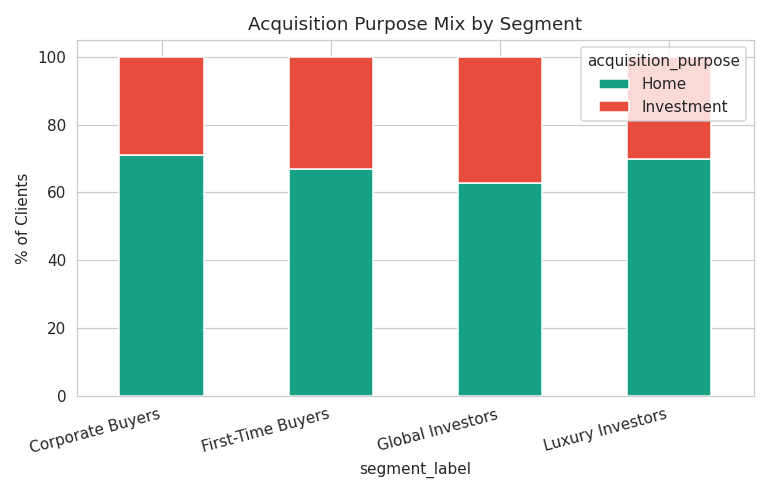 Acquisition Purpose Mix by Segment
acquisition_purpose
Home
Investment
% of Clients
100
80
60
40
20
0
Corporate Buyers
First-Time Buyers
Global Investors
Luxury Investors
segment_label